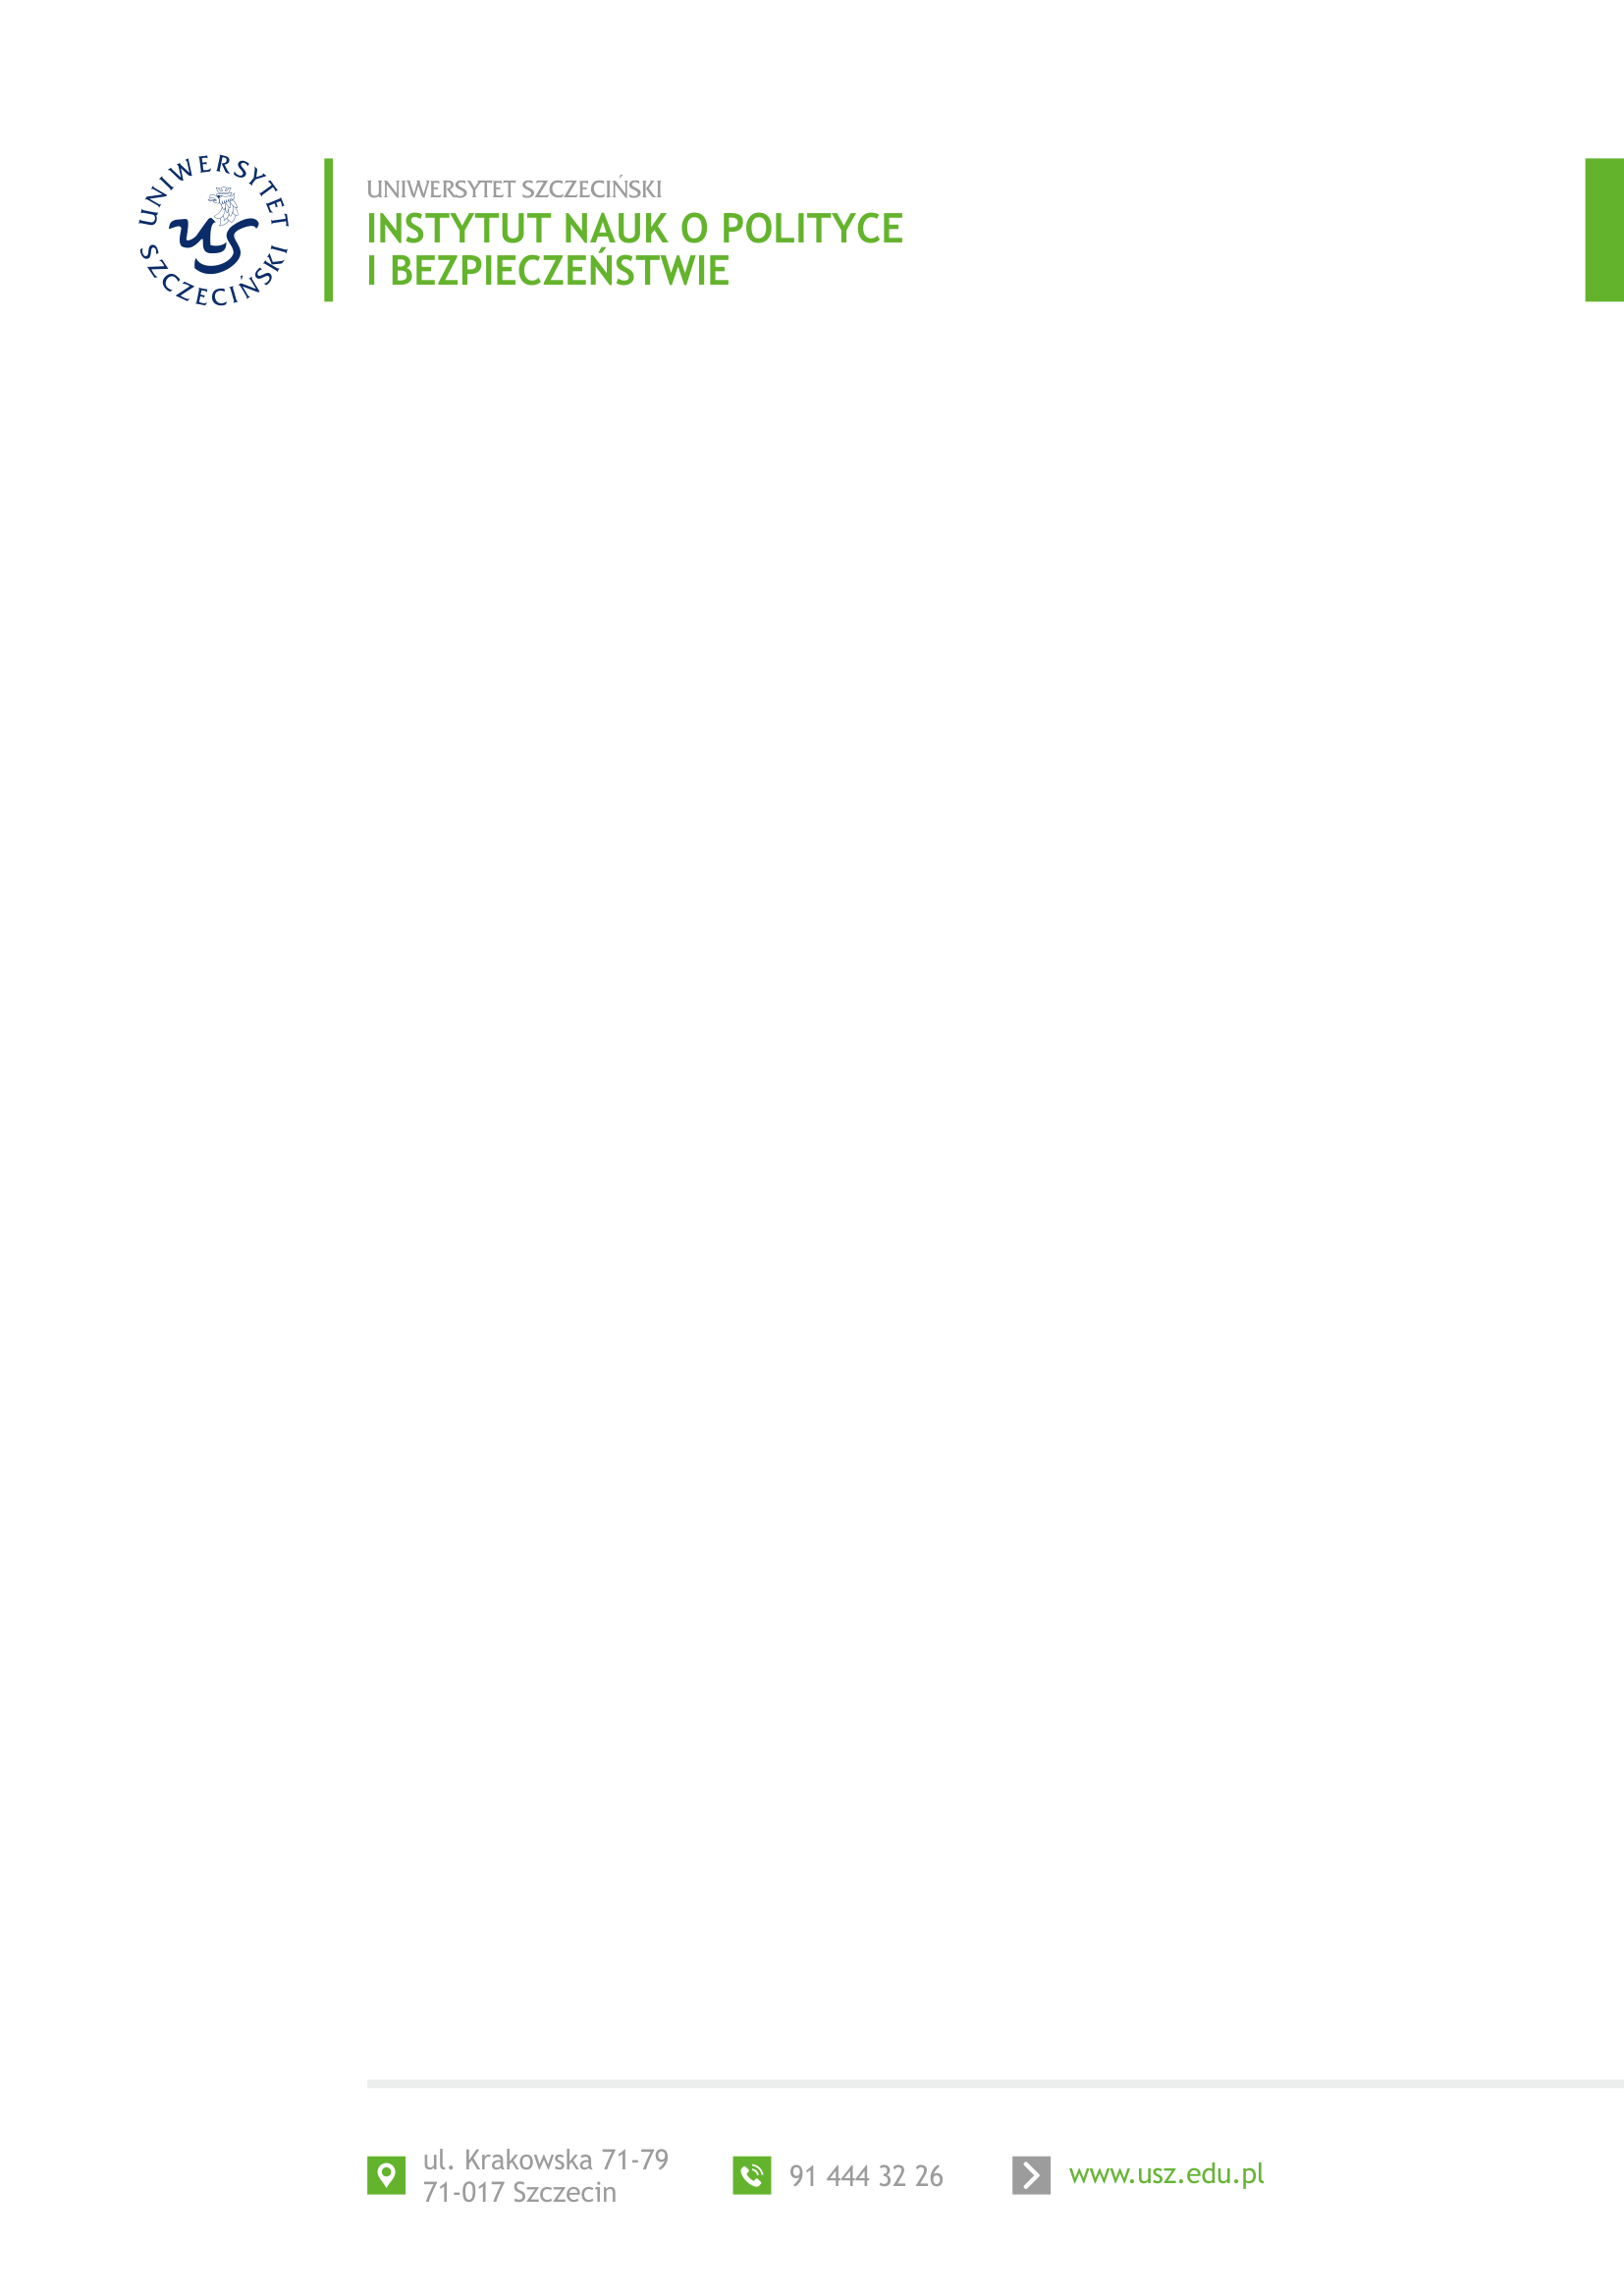 UNIWERSYTET SZCZECIŃSKI
us
UNIWERSYTET SZCZECIŃSKI
INSTYTUT NAUK O POLITYCE
I BEZPIECZEŃSTWIE
ul. Krakowska 71-79
71-017 Szczecin
91 444 32 26
www.usz.edu.pl